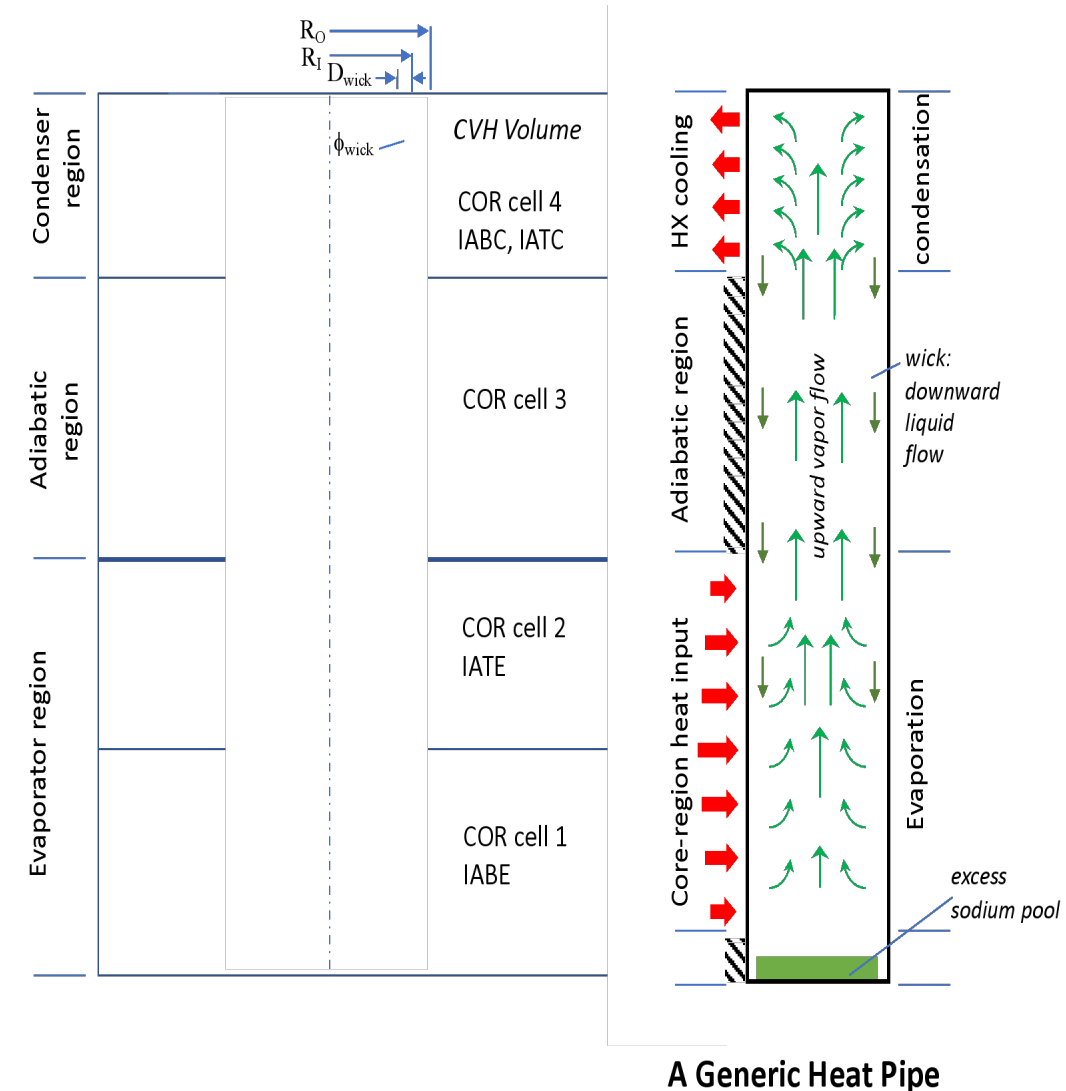 R_O
R_I
D_wick
ϕ_wick
Condenser
region
CVH Volume
COR cell 4
IABC, IATC
Adiabatic
region
COR cell 3
Evaporator region
COR cell 2
IATE
COR cell 1
IABE
HX cooling
condensation
Adiabatic region
upward vapor flow
wick:
downward
liquid
flow
Core-region heat input
Evaporation
excess
sodium pool
A Generic Heat Pipe